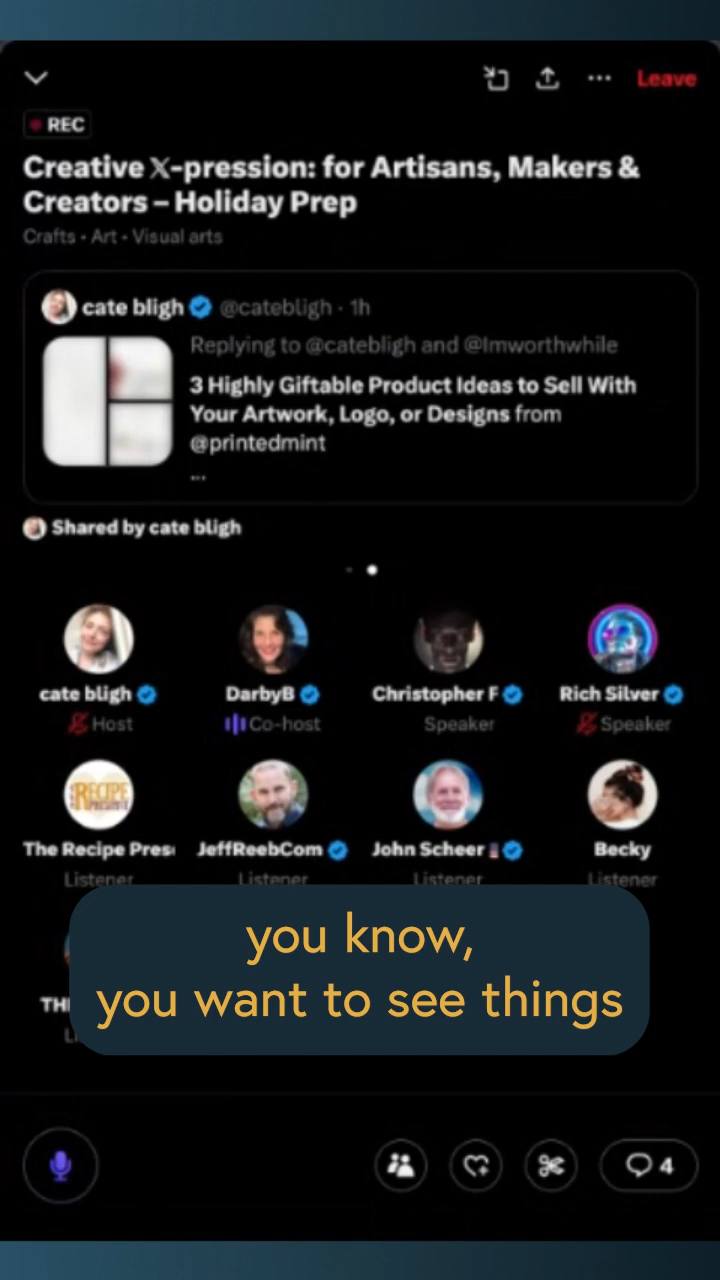 Leave
REC
Creative 𝕏-pression: for Artisans, Makers &
Creators – Holiday Prep
Crafts • Art • Visual arts
cate bligh @catebligh · 1h
Replying to @catebligh and @Imworthwhile
3 Highly Giftable Product Ideas to Sell With
Your Artwork, Logo, or Designs from
@printedmint
...
Shared by cate bligh
cate bligh DarbyB Christopher F Rich Silver
Host Co-host Speaker Speaker
RECIPE
The Recipe JeffReebCom John Scheer Becky
Listener Listener Listener Listener
you know,
you want to see things
4